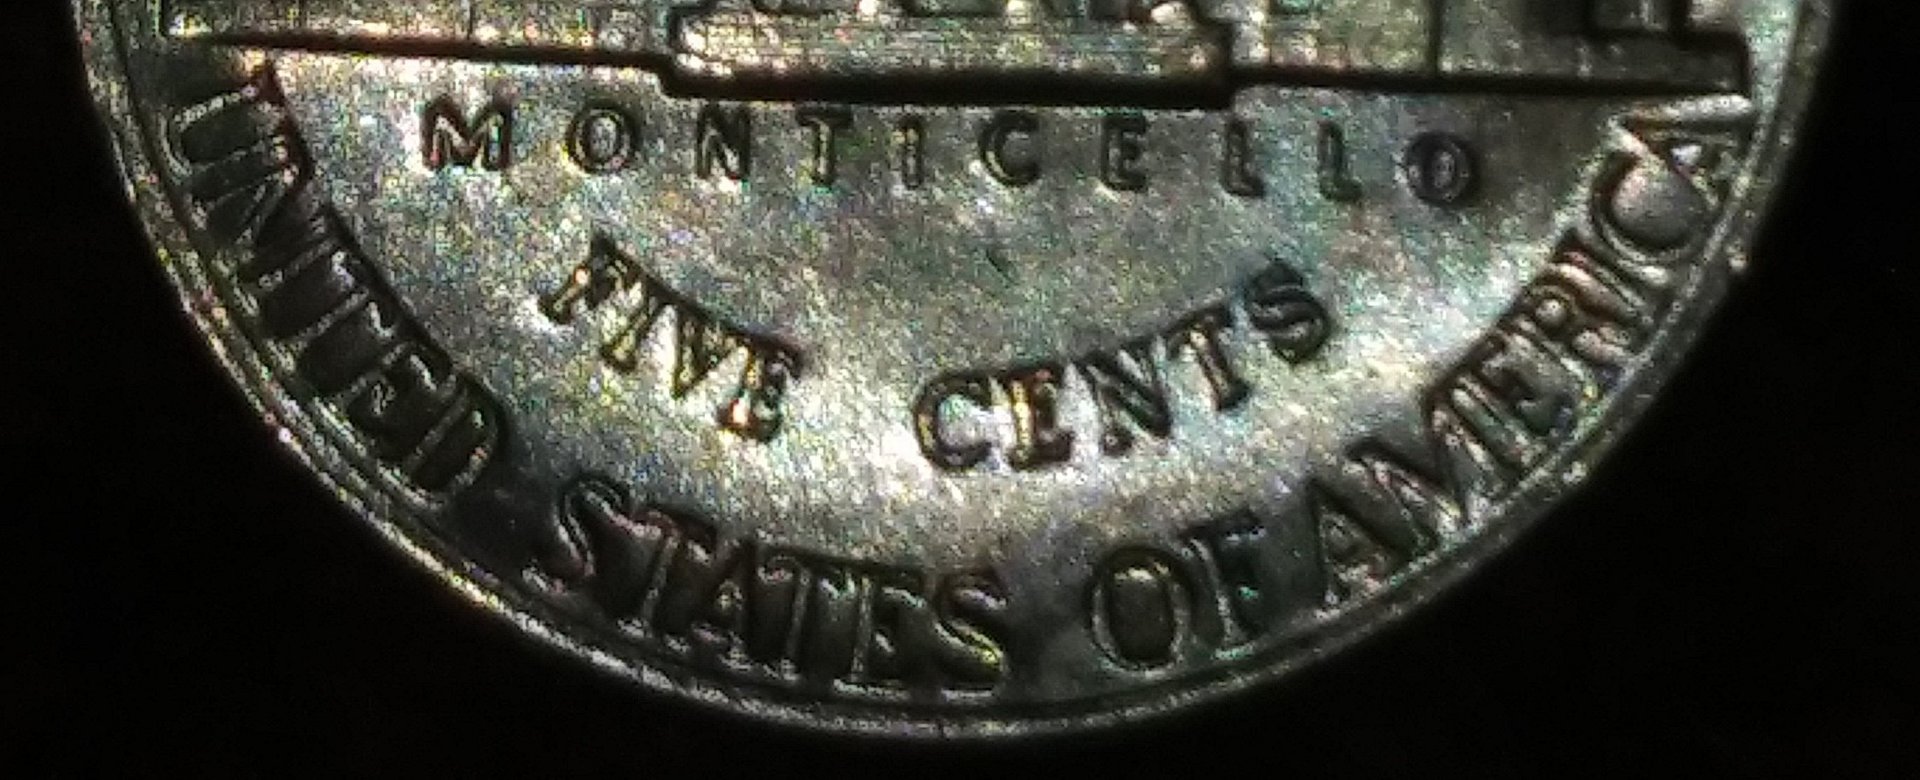 MONTICELLO
FIVE CENTS
UNITED STATES OF AMERICA